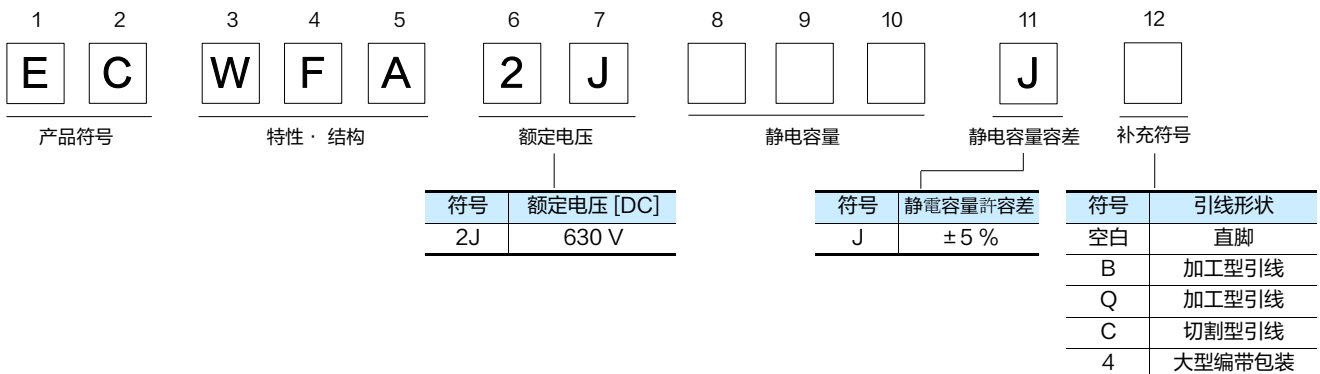 1 2 3 4 5 6 7 8 9 10 11 12
E C W F A 2 J J
产品符号 特性· 结构 额定电压 静电容量 静电容量容差 补充符号
符号 额定电压 [DC] 符号 静電容量許容差 符号 引线形状
2J 630 V J ±5 % 空白 直脚
B 加工型引线
Q 加工型引线
C 切割型引线
4 大型编带包装